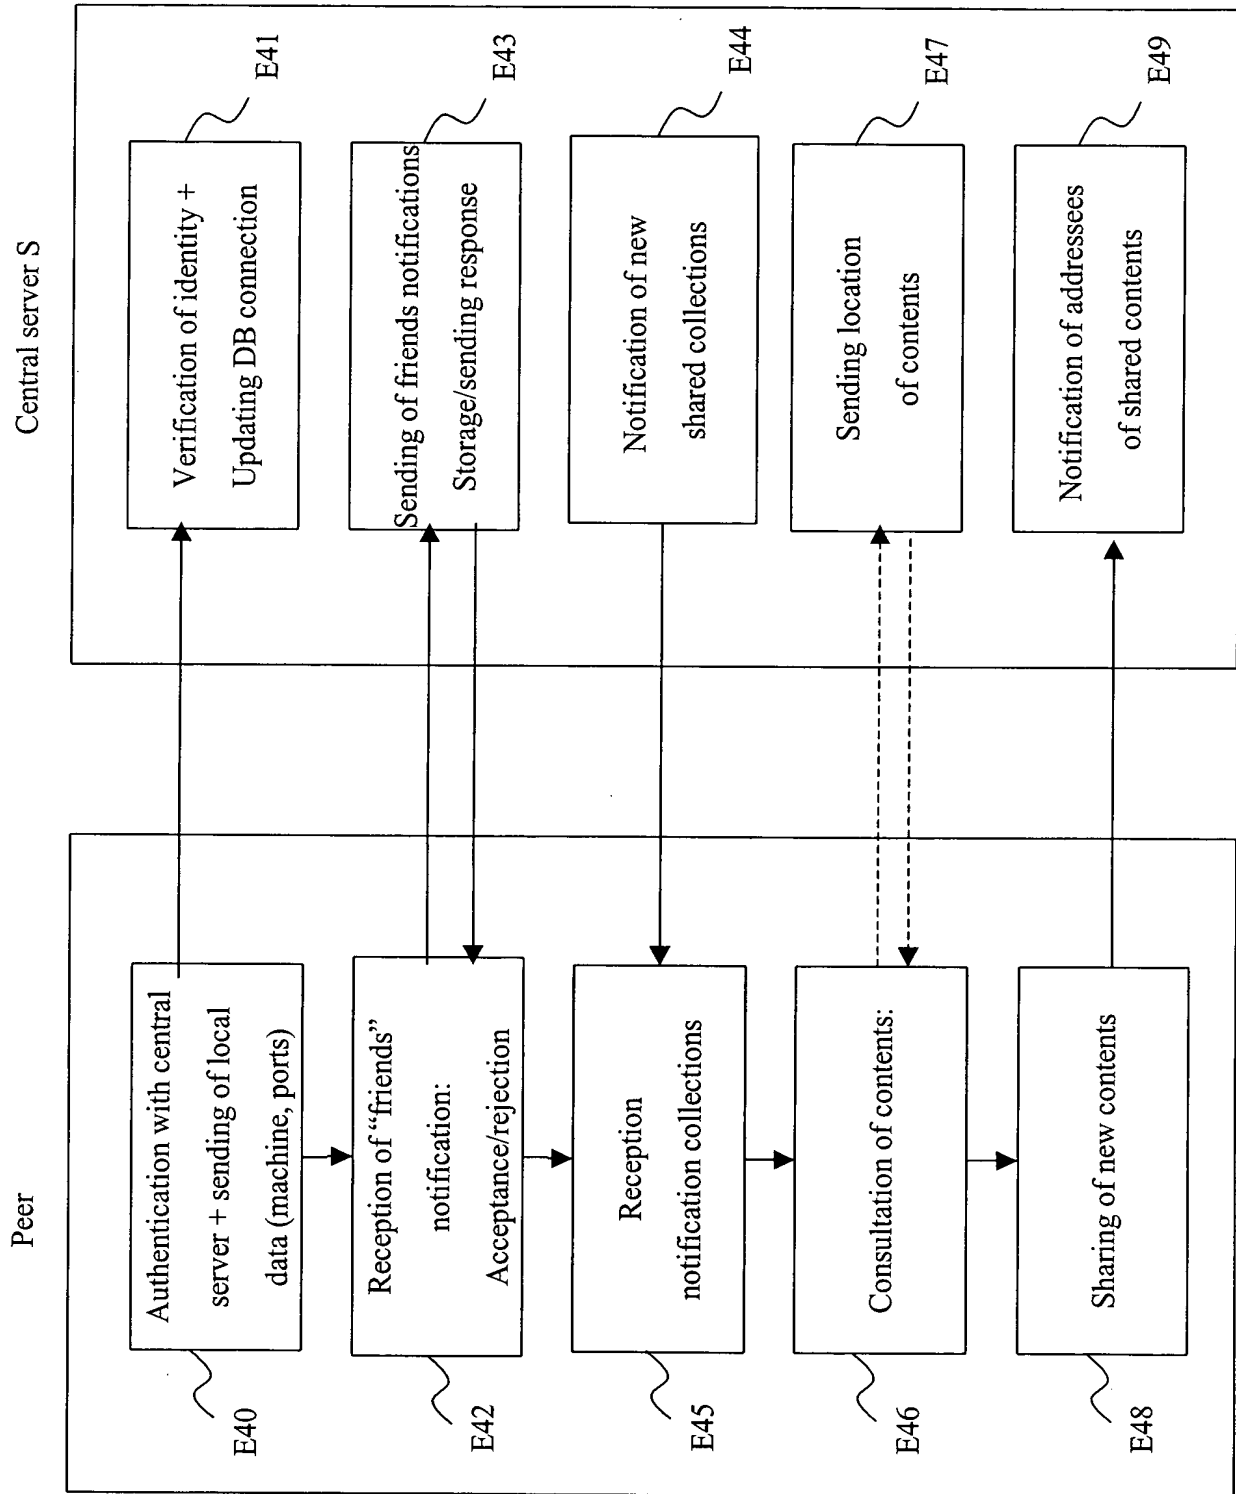 Peer
Central server S
Authentication with central
server + sending of local
data (machine, ports)
E40
Verification of identity +
Updating DB connection
E41
Reception of “friends”
notification:
Acceptance/rejection
E42
Sending of friends notifications
Storage/sending response
E43
Reception
notification collections
E45
Notification of new
shared collections
E44
Consultation of contents:
E46
Sending location
of contents
E47
Sharing of new contents
E48
Notification of addressees
of shared contents
E49